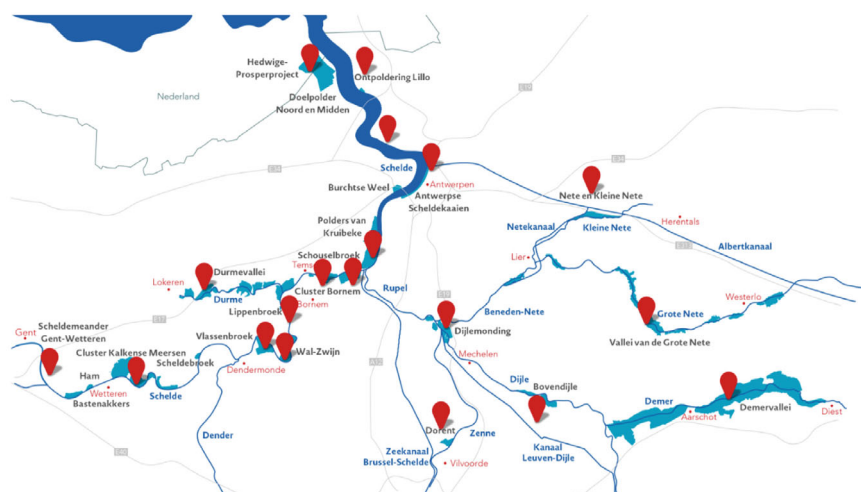 Hedwige-
Prosperproject
Ontpoldering Lillo
Nederland
Doelpolder
Noord en Midden
E19
E34
Schelde
E34
Burchtse Weel
Antwerpen
Antwerpse
Scheldekaaien
Nete en Kleine Nete
Polders van
Kruibeke
Netekanaal
Kleine Nete
Herentals
Albertkanaal
Schouselbroek
Lier
Durmevallei
Lokeren
Durme
Cluster Bornem
Rupel
Bornem
Lippenbroek
E19
Beneden-Nete
Westerlo
Grote Nete
E17
Scheldemeander
Gent-Wetteren
Gent
Vlassenbroek
Dijlemonding
Vallei van de Grote Nete
Cluster Kalkense Meersen
Scheldebroek
Wal-Zwijn
Mechelen
A12
Dendermonde
Ham
Wetteren
Bastenakkers
Schelde
Dijle
Bovendijle
Demer
Demervallei
Aarschot
Diest
Dender
Dorent
Zenne
Zeekanaal
Brussel-Schelde
Kanaal
Leuven-Dijle
Vilvoorde
E40